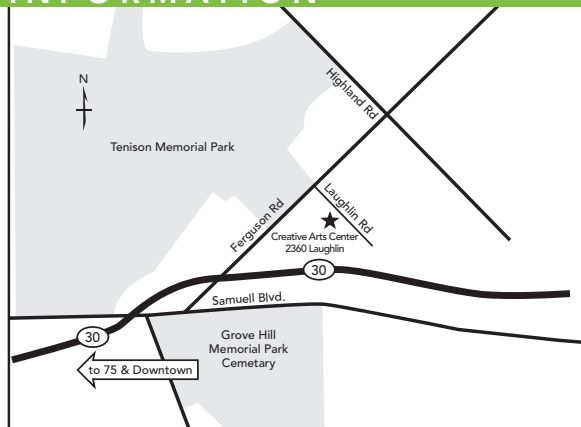 INFORMATION
N
Highland Rd
Tenison Memorial Park
Laughlin Rd
Ferguson Rd
Creative Arts Center
2360 Laughlin
30
Samuell Blvd.
30
Grove Hill
Memorial Park
Cemetery
to 75 & Downtown